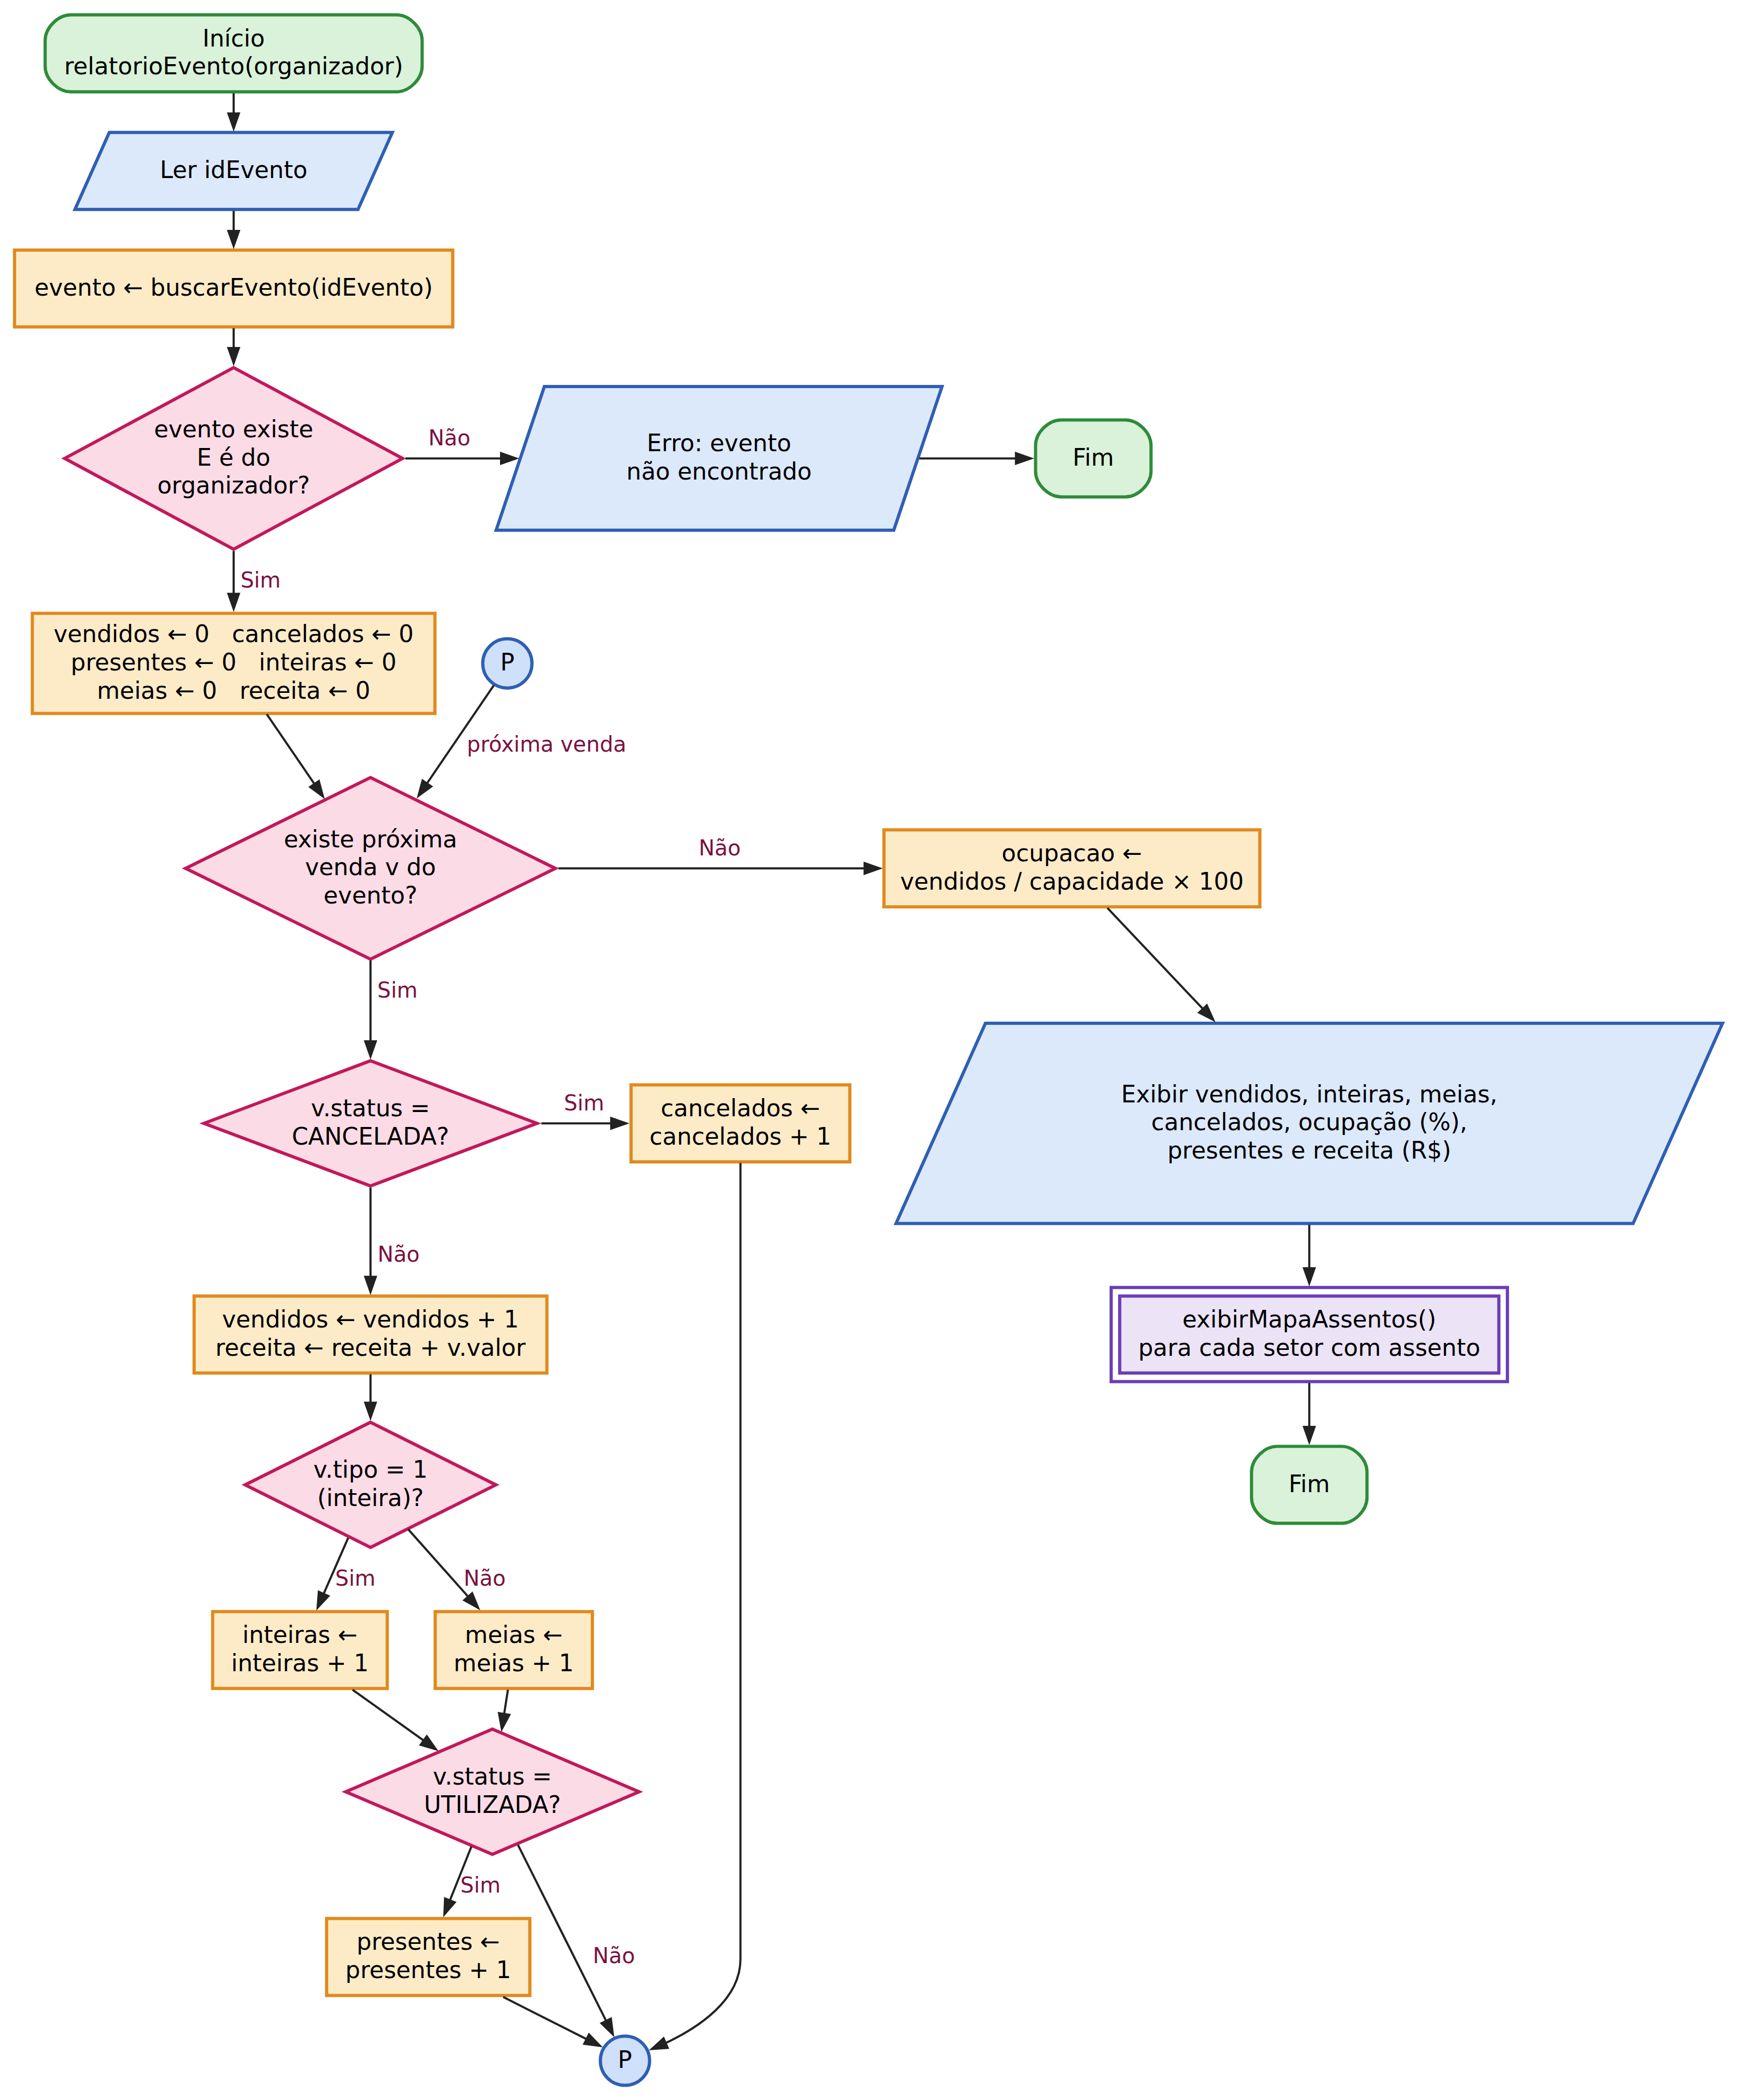 Início
relatorioEvento(organizador)
Ler idEvento
evento ← buscarEvento(idEvento)
evento existe
E é do
organizador?
Não
Erro: evento
não encontrado
Fim
Sim
vendidos ← 0   cancelados ← 0
presentes ← 0   inteiras ← 0
meias ← 0   receita ← 0
P
próxima venda
existe próxima
venda v do
evento?
Não
ocupacao ←
vendidos / capacidade × 100
Sim
v.status =
CANCELADA?
Sim
cancelados ←
cancelados + 1
Exibir vendidos, inteiras, meias,
cancelados, ocupação (%),
presentes e receita (R$)
Não
vendidos ← vendidos + 1
receita ← receita + v.valor
exibirMapaAssentos()
para cada setor com assento
Fim
v.tipo = 1
(inteira)?
Sim
Não
inteiras ←
inteiras + 1
meias ←
meias + 1
v.status =
UTILIZADA?
Sim
Não
presentes ←
presentes + 1
P